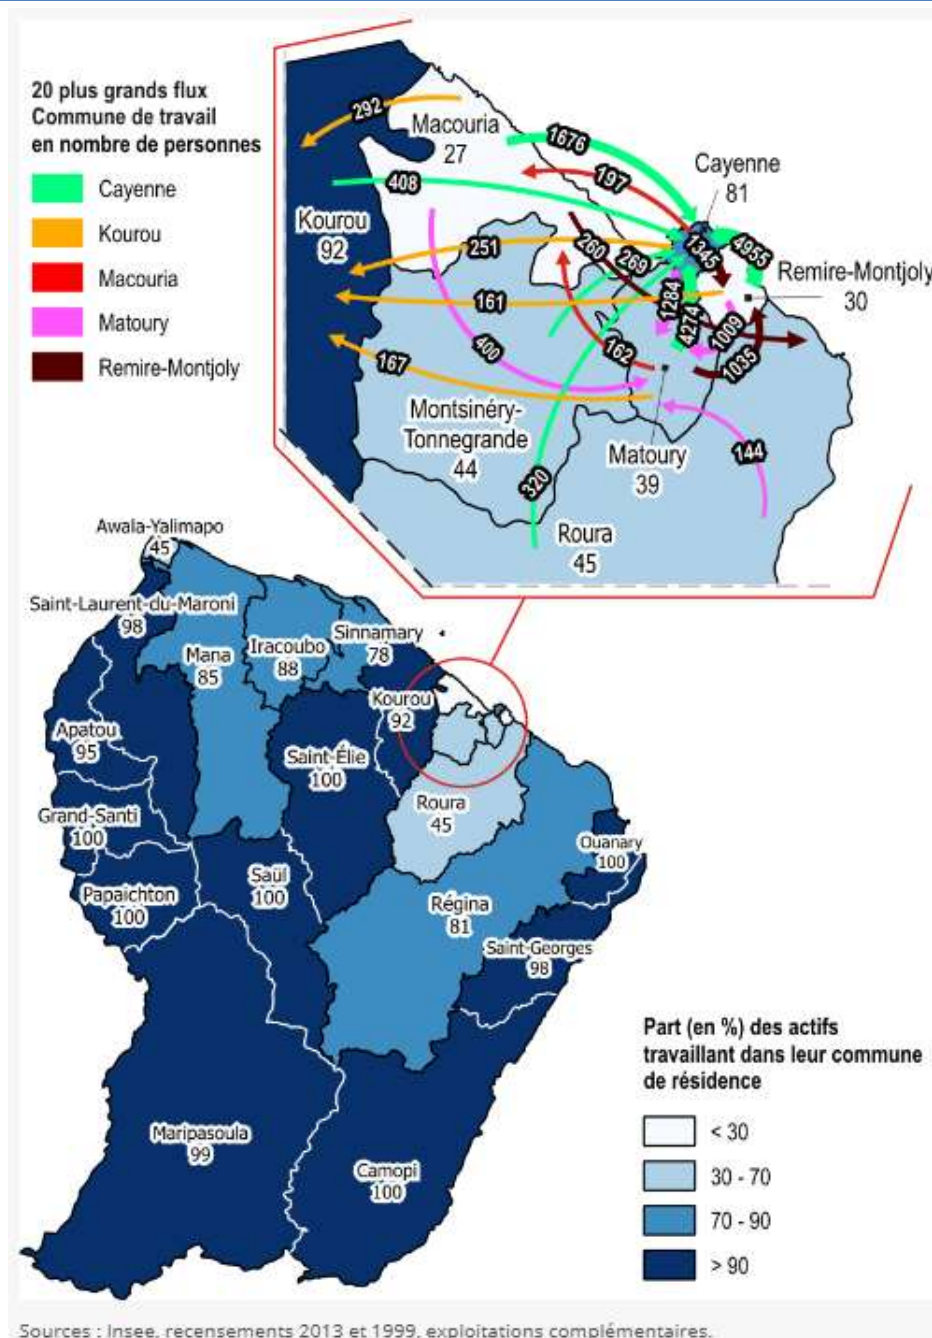 20 plus grands flux
Commune de travail
en nombre de personnes
Cayenne
Kourou
Macouria
Matoury
Remire-Montjoly
292
Macouria
27
1676
197
Cayenne
81
408
Kourou
92
251
260
269
1345
4955
Remire-Montjoly
30
161
1284
4274
1009
1035
400
162
167
Montsinéry-
Tonnegrande
44
Matoury
39
144
320
Roura
45
Awala-Yalimapo
45
Saint-Laurent-du-Maroni
98
Mana
85
Iracoubo
88
Sinnamary
78
Kourou
92
Apatou
95
Saint-Élie
100
Grand-Santi
100
Roura
45
Ouanary
100
Papaichton
100
Saül
100
Régina
81
Saint-Georges
98
Maripasoula
99
Camopi
100
Part (en %) des actifs
travaillant dans leur commune
de résidence
< 30
30 - 70
70 - 90
> 90
Sources : Insee, recensements 2013 et 1999, exploitations complémentaires.